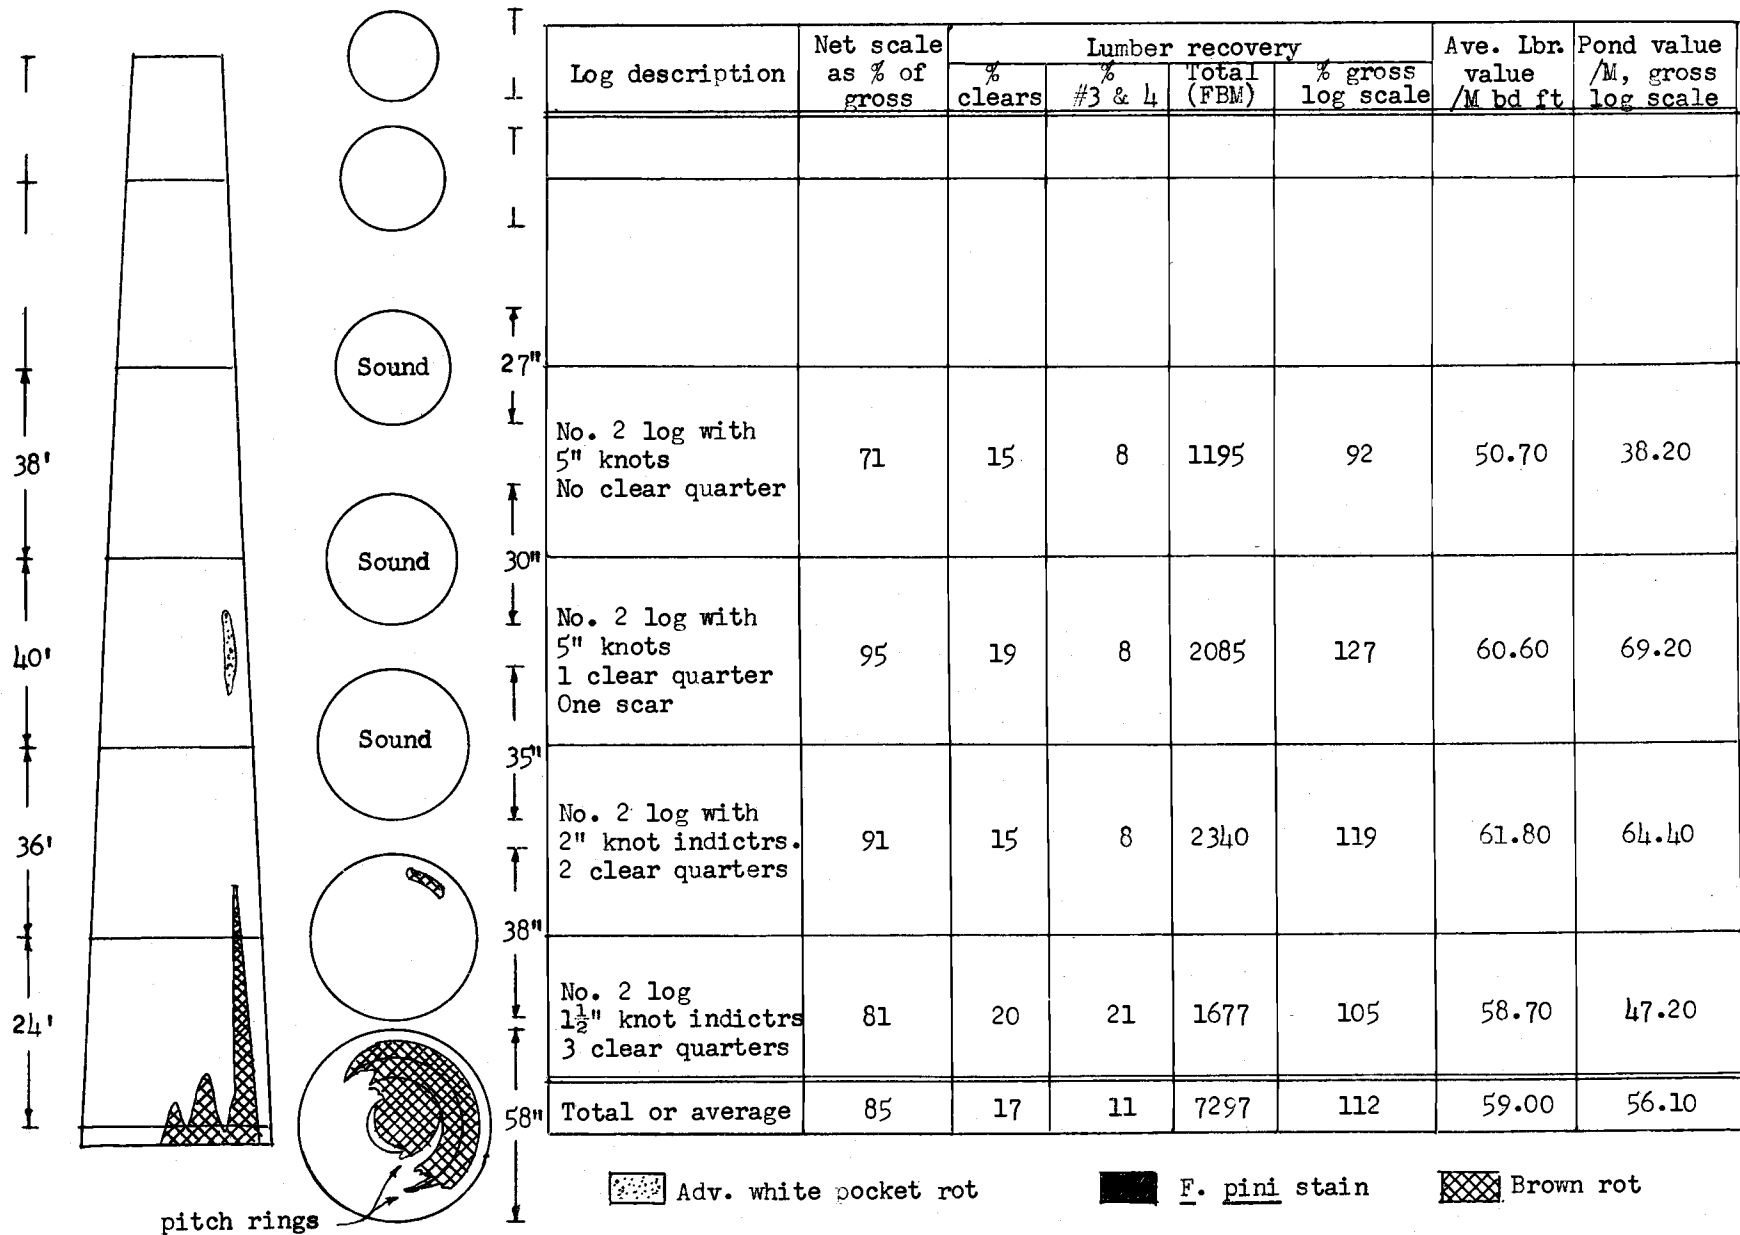 Log description
Net scale
as % of
gross
Lumber recovery
%
clears
%
#3 & 4
Total
(FBM)
% gross
log scale
Ave. Lbr.
value
/M bd ft
Pond value
/M, gross
log scale
38'
Sound
27"
No. 2 log with
5" knots
No clear quarter
71
15
8
1195
92
50.70
38.20
40'
Sound
30"
No. 2 log with
5" knots
1 clear quarter
One scar
95
19
8
2085
127
60.60
69.20
36'
Sound
35"
No. 2 log with
2" knot indictrs.
2 clear quarters
91
15
8
2340
119
61.80
64.40
24'
38"
No. 2 log
1½" knot indictrs
3 clear quarters
81
20
21
1677
105
58.70
47.20
58"
Total or average
85
17
11
7297
112
59.00
56.10
pitch rings
Adv. white pocket rot
F. pini stain
Brown rot